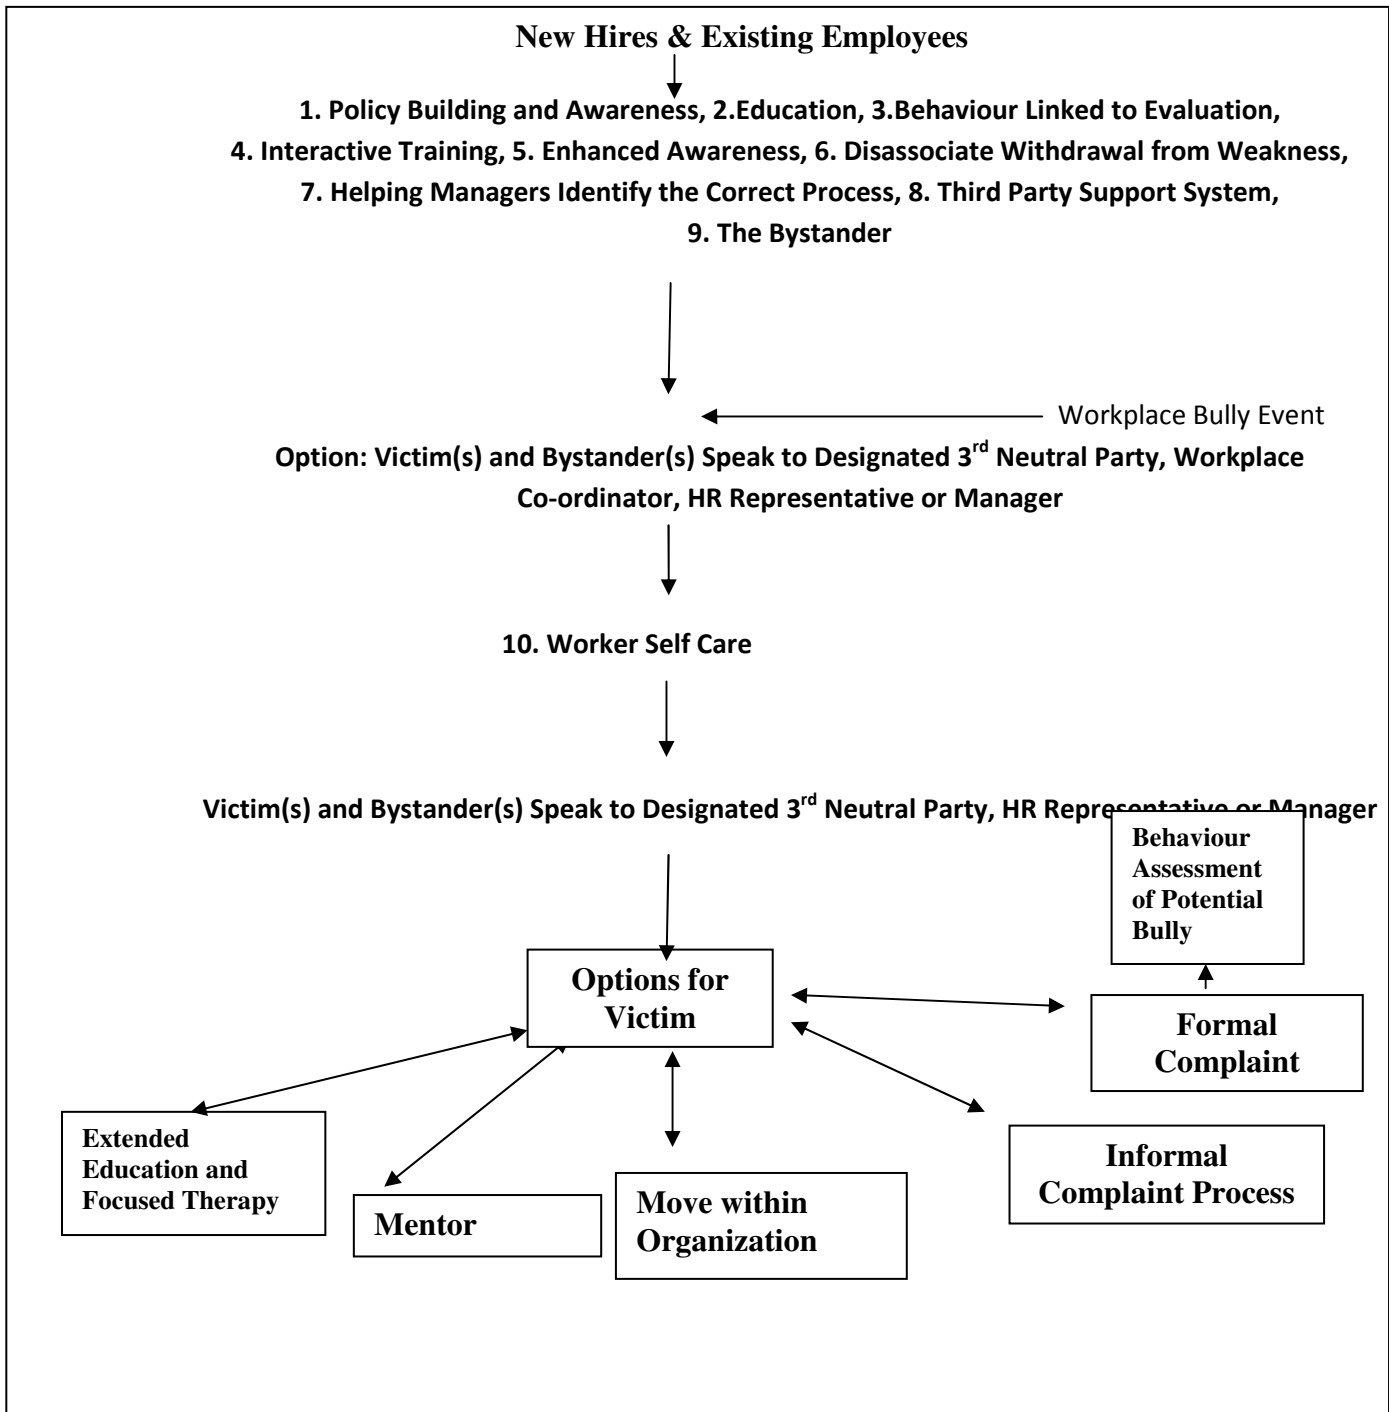 New Hires & Existing Employees
1. Policy Building and Awareness, 2.Education, 3.Behaviour Linked to Evaluation,
4. Interactive Training, 5. Enhanced Awareness, 6. Disassociate Withdrawal from Weakness,
7. Helping Managers Identify the Correct Process, 8. Third Party Support System,
9. The Bystander
Workplace Bully Event
Option: Victim(s) and Bystander(s) Speak to Designated 3rd Neutral Party, Workplace
Co-ordinator, HR Representative or Manager
10. Worker Self Care
Victim(s) and Bystander(s) Speak to Designated 3rd Neutral Party, HR Representative or Manager
Behaviour
Assessment
of Potential
Bully
Options for
Victim
Formal
Complaint
Extended
Education and
Focused Therapy
Mentor
Move within
Organization
Informal
Complaint Process